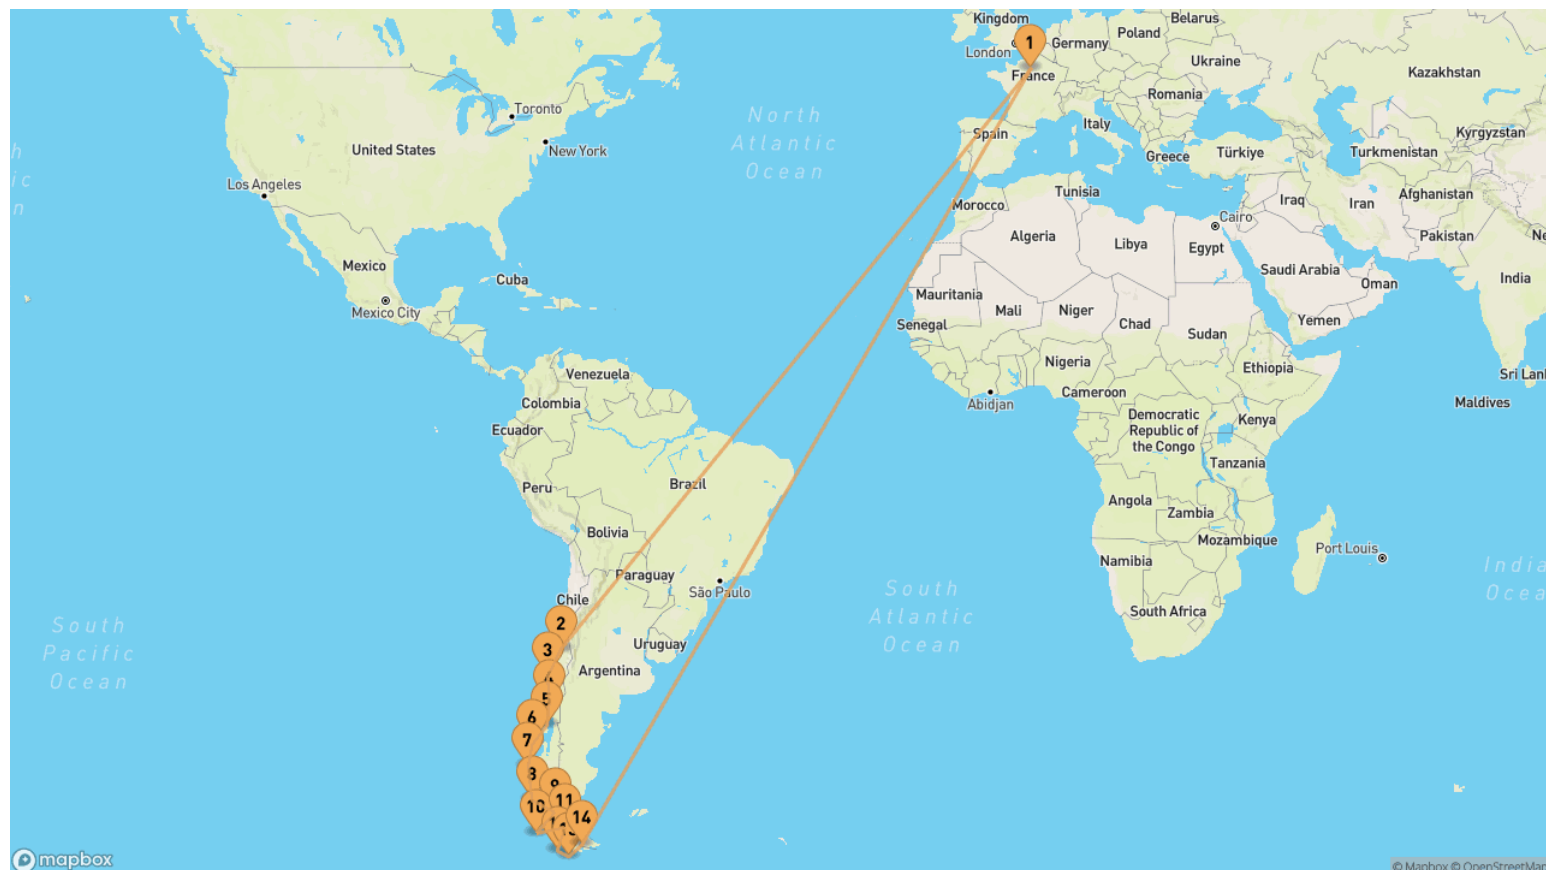 Kingdom
Belarus
Poland
London
1
Germany
Ukraine
France
Kazakhstan
Romania
Toronto
North
Atlantic
Ocean
Italy
Spain
Kyrgyzstan
United States
New York
Greece
Türkiye
Turkmenistan
Los Angeles
Tunisia
Afghanistan
Morocco
Iraq
Iran
Cairo
Algeria
Libya
Egypt
Pakistan
Mexico
Cuba
Saudi Arabia
Oman
India
Mauritania
Mali
Niger
Mexico City
Senegal
Chad
Sudan
Yemen
Nigeria
Ethiopia
Venezuela
Sri Lan
Cameroon
Colombia
Abidjan
Maldives
Democratic
Republic of
the Congo
Kenya
Ecuador
Tanzania
Peru
Brazil
Angola
Zambia
Bolivia
Mozambique
Port Louis
Namibia
Paraguay
São Paulo
Chile
South
Atlantic
Ocean
South Africa
2
South
Pacific
Ocean
3
Uruguay
Argentina
5
6
7
8
9
10
11
14
mapbox
© Mapbox © OpenStreetMap